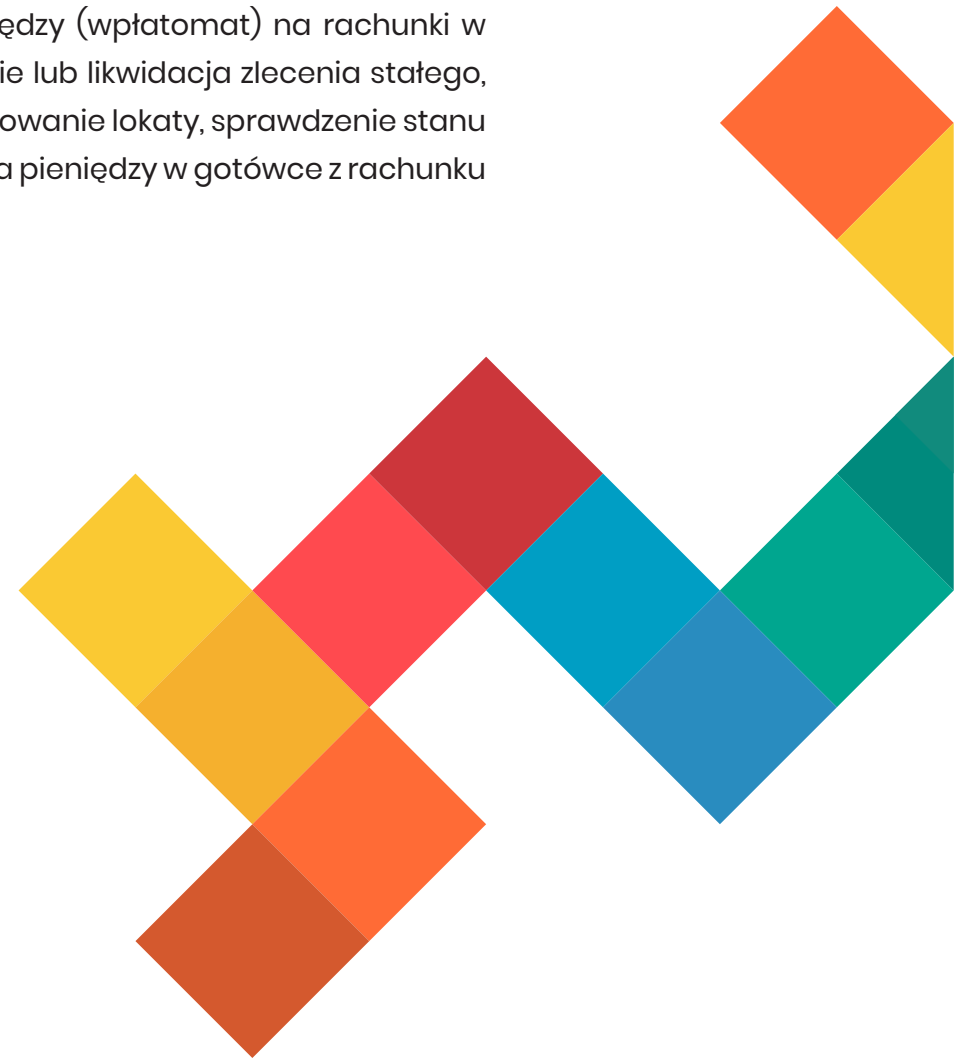 ędzy (wpłatomat) na rachunki w
ie lub likwidacja zlecenia stałego,
owanie lokaty, sprawdzenie stanu
a pieniędzy w gotówce z rachunku